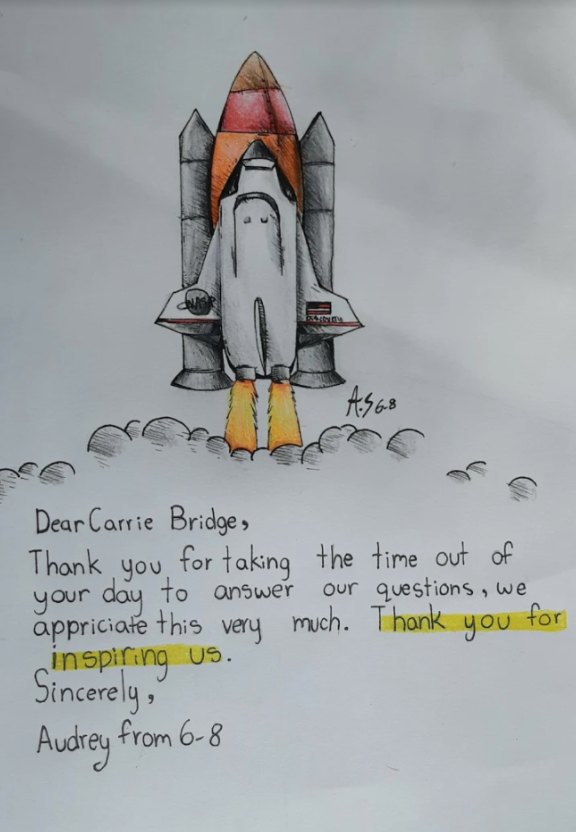 NASA
Discovery
A.S 6-8
Dear Carrie Bridge,
Thank you for taking the time out of
your day to answer our questions, we
appriciate this very much. Thank you for
inspiring us.
Sincerely,
Audrey from 6-8